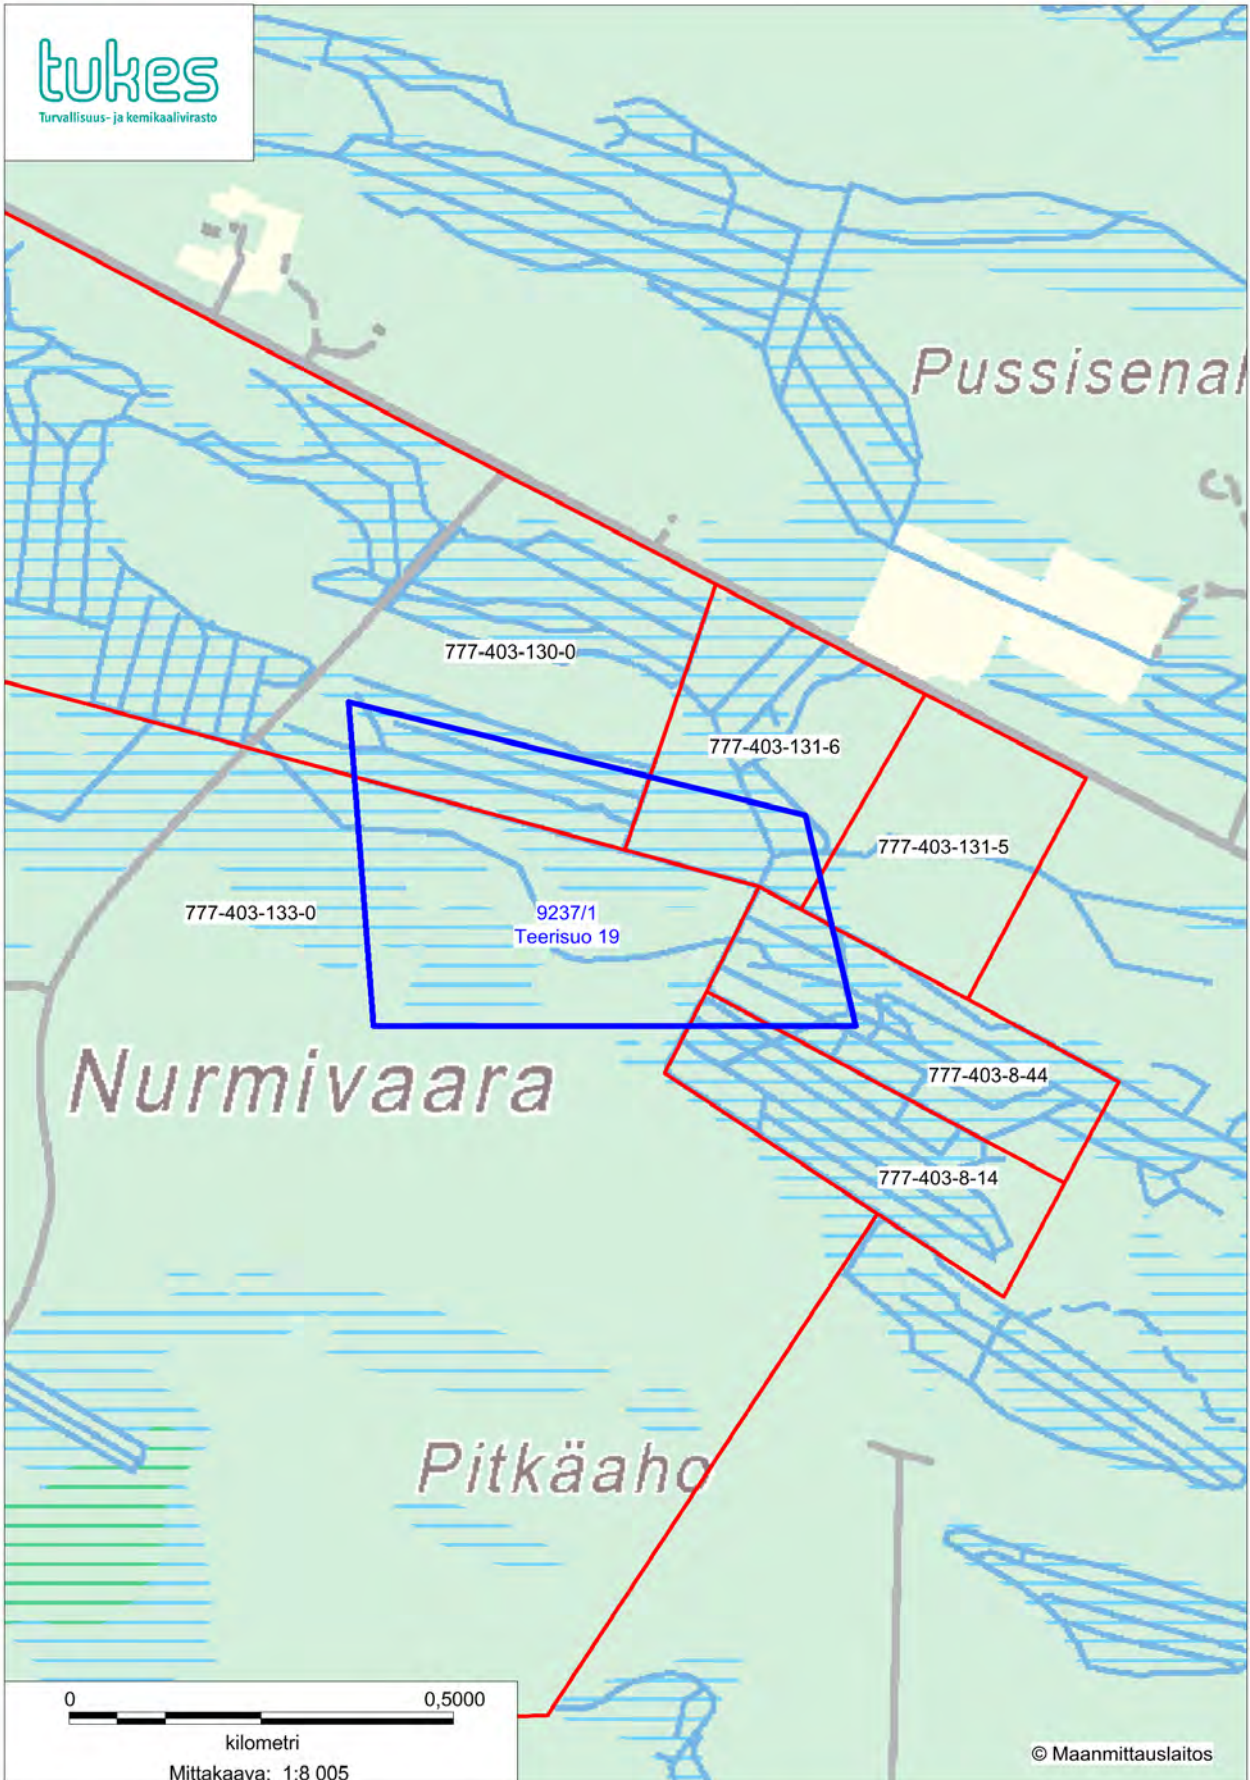 tukes
Turvallisuus- ja kemikaalivirasto
Pussisenal
777-403-130-0
777-403-131-6
777-403-131-5
777-403-133-0
9237/1
Teerisuo 19
Nurmivaara
777-403-8-44
777-403-8-14
Pitkäaho
0 0,5000
kilometri
Mittakaava: 1:8 005
© Maanmittauslaitos